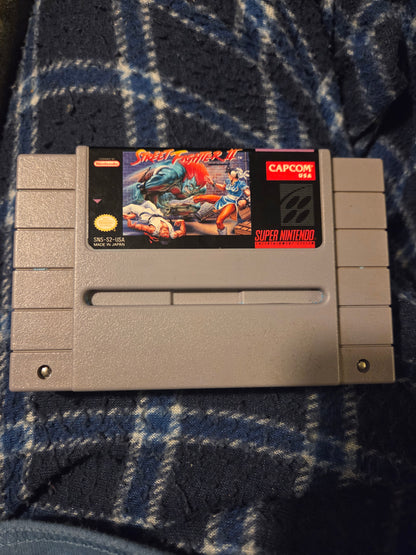 Nintendo
STREET FIGHTER II
CAPCOM
USA
SNS-S2-USA
MADE IN JAPAN
SUPER NINTENDO